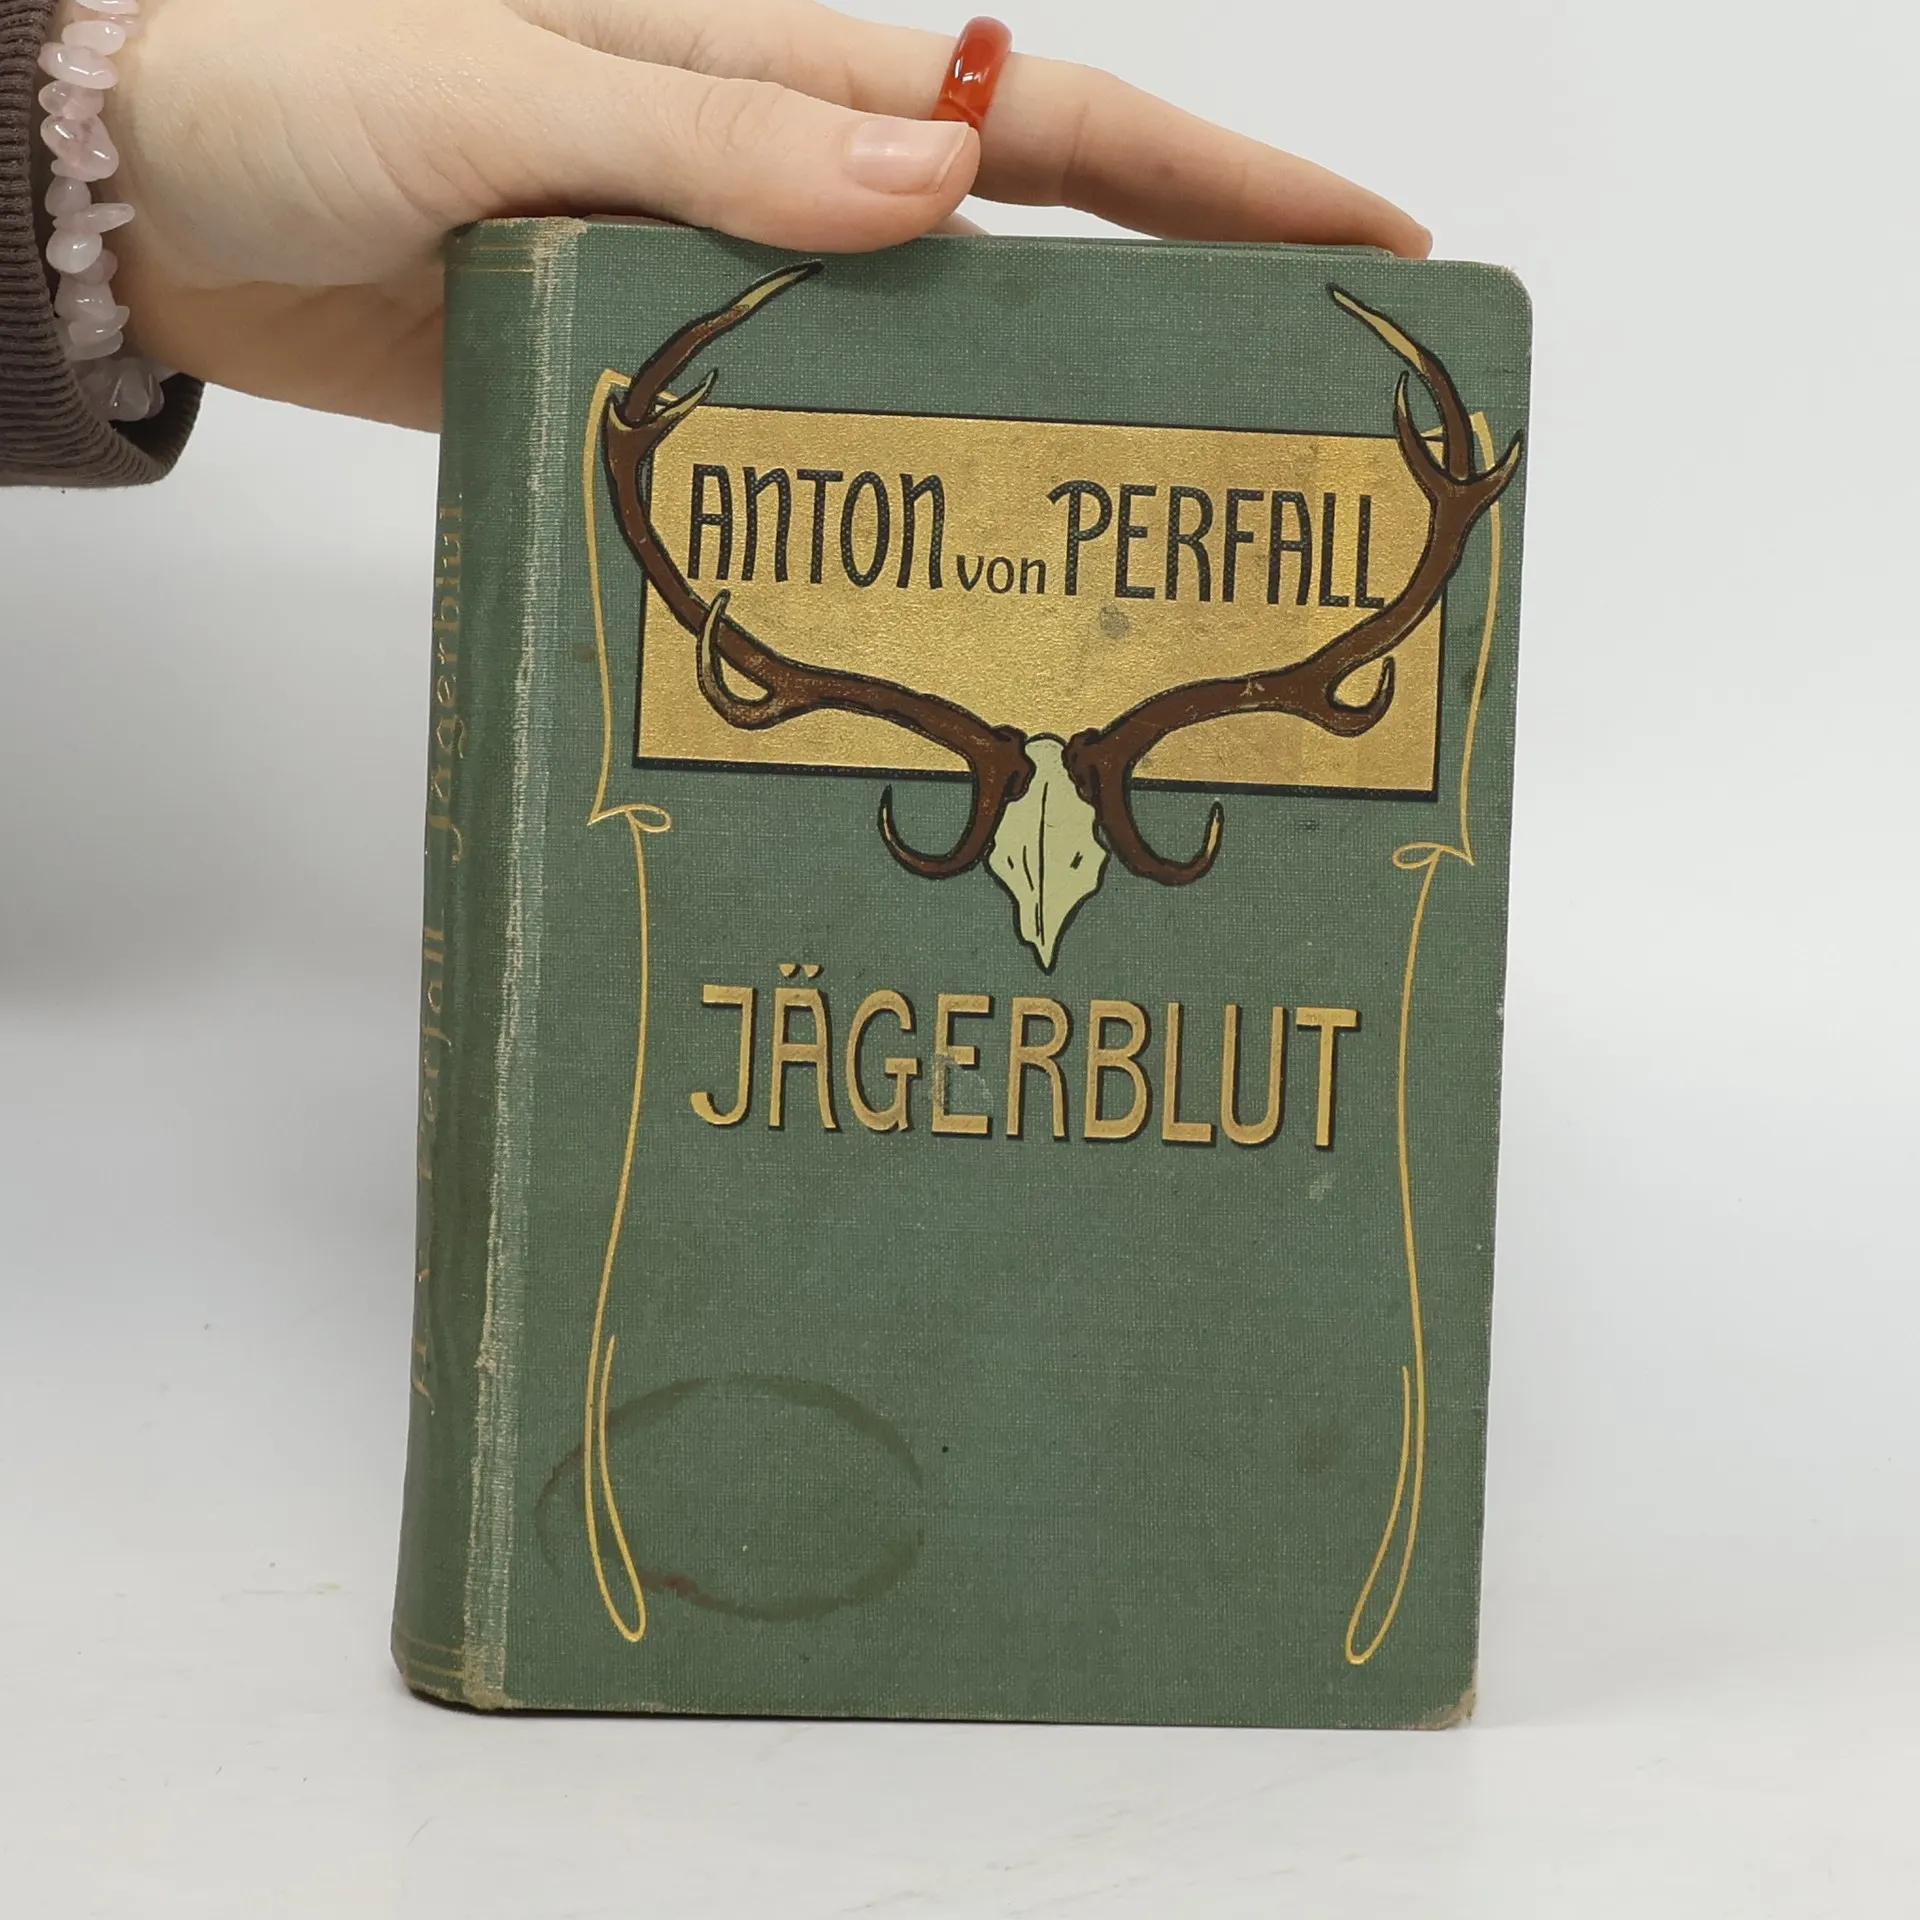 ANTON von PERFALL
JÄGERBLUT
A. v. Perfall Jägerblut